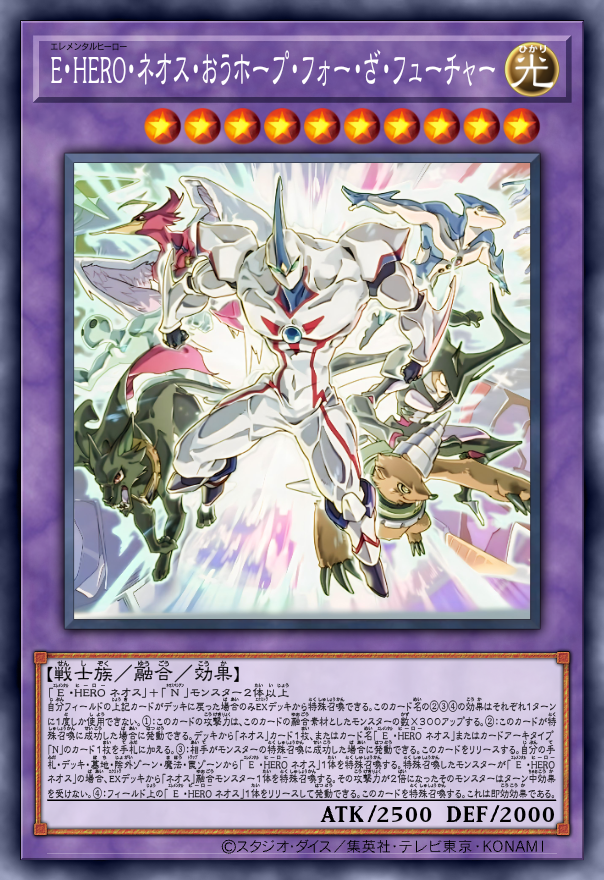 エレメンタルヒーロー
E・HERO・ネオス・おうホープ・フォー・ざ・フューチャー
ひかり
光
【戦士族／融合／効果】
「E・HERO ネオス」＋「N」モンスター２体以上
自分フィールドの上記カードがデッキに戻った場合のみEXデッキから特殊召喚できる。このカード名の②③④の効果はそれぞれ1ターン
に1度しか使用できない。①：このカードの攻撃力は、このカードの融合素材としたモンスターの数×300アップする。②：このカードが特
殊召喚に成功した場合に発動できる。デッキから「ネオス」カード1枚、またはカード名「E・HERO ネオス」またはカードアーキタイプ
「N」のカード1枚を手札に加える。③：相手がモンスターの特殊召喚に成功した場合に発動できる。このカードをリリースする。自分の手
札・デッキ・墓地・除外ゾーン・魔法・罠ゾーンから「E・HERO ネオス」1体を特殊召喚する。特殊召喚したモンスターが「E・HERO
ネオス」の場合、EXデッキから「ネオス」融合モンスター1体を特殊召喚する。その攻撃力が2倍になったそのモンスターはターン中効果
を受けない。④：フィールド上の「E・HERO ネオス」1体をリリースして発動できる。このカードを特殊召喚する。これは即効効果である。
ATK/2500 DEF/2000
©スタジオ・ダイス／集英社・テレビ東京・KONAMI